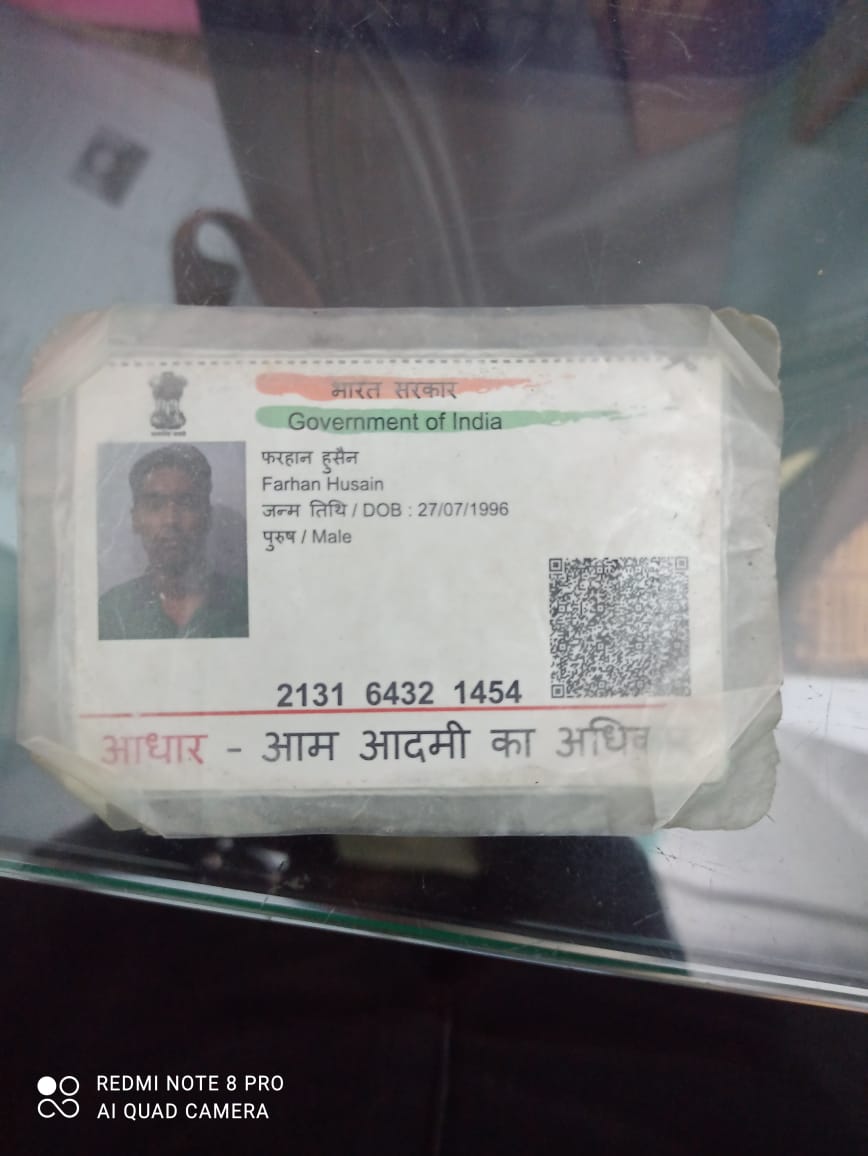 भारत सरकार
Government of India
फरहान हुसैन
Farhan Husain
जन्म तिथि / DOB : 27/07/1996
पुरुष / Male
2131 6432 1454
आधार - आम आदमी का
REDMI NOTE 8 PRO
AI QUAD CAMERA